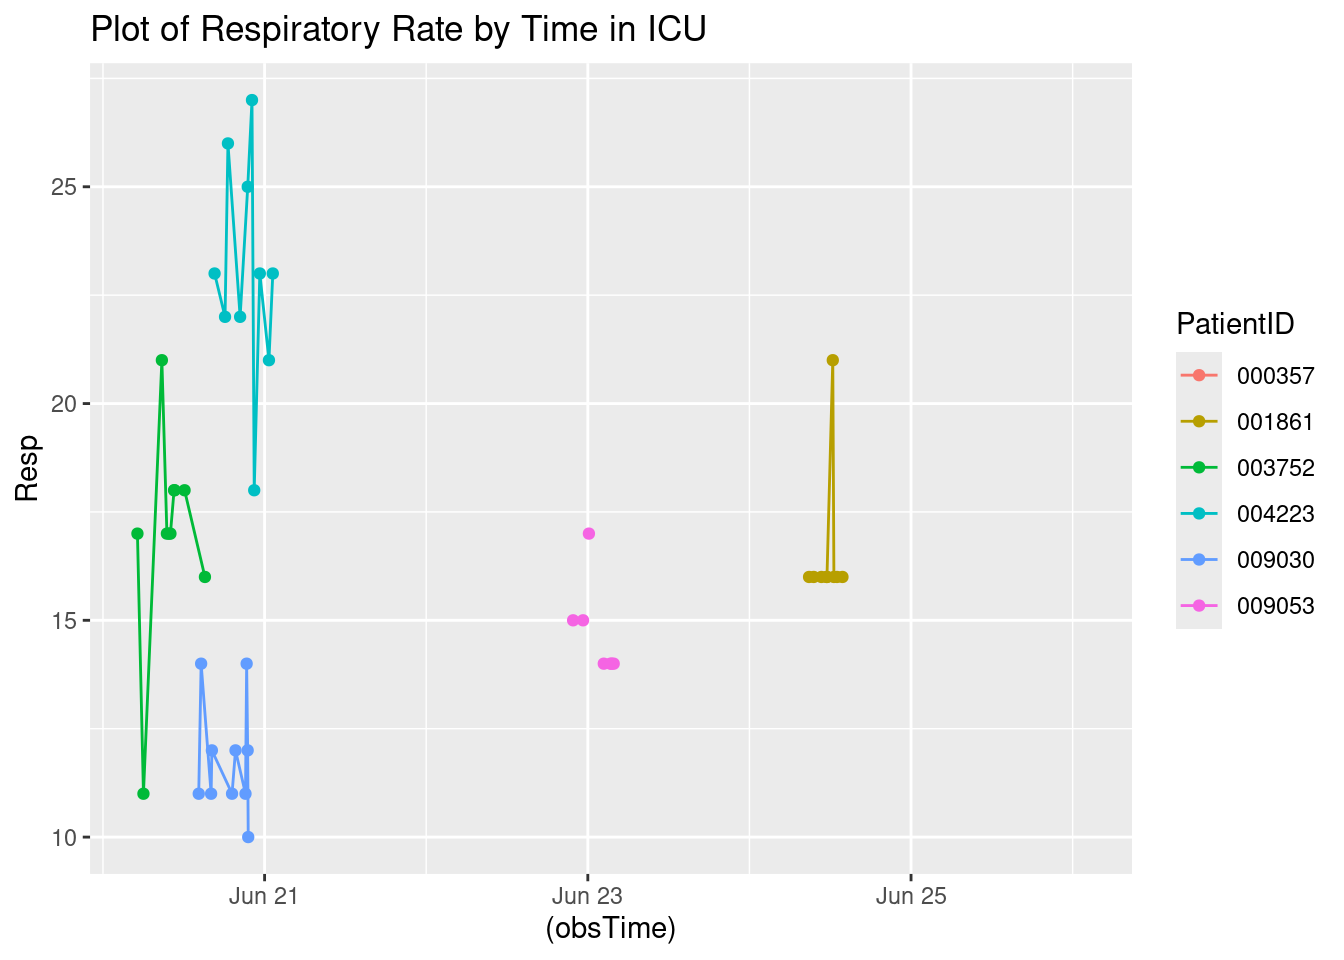 Plot of Respiratory Rate by Time in ICU
25
20
15
10
Resp
Jun 21
Jun 23
Jun 25
(obsTime)
PatientID
000357
001861
003752
004223
009030
009053